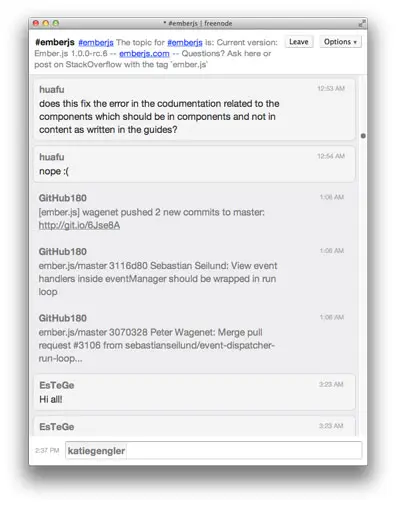 * #emberjs | freenode
#emberjs #emberjs The topic for #emberjs is: Current version:
Ember.js 1.0.0-rc.6 -- emberjs.com -- Questions? Ask here or
post on StackOverflow with the tag `ember.js`
Leave
Options ▾
huafu 12:53 AM
does this fix the error in the codumentation related to the
components which should be in components and not in
content as written in the guides?
huafu 12:54 AM
nope :(
GitHub180 1:08 AM
[ember.js] wagenet pushed 2 new commits to master:
http://git.io/6Jse8A
GitHub180 1:08 AM
ember.js/master 3116d80 Sebastian Seilund: View event
handlers inside eventManager should be wrapped in run
loop
GitHub180 1:08 AM
ember.js/master 3070328 Peter Wagenet: Merge pull
request #3106 from sebastianseilund/event-dispatcher-
run-loop...
EsTeGe 3:23 AM
Hi all!
EsTeGe 3:23 AM
2:37 PM katiegengler